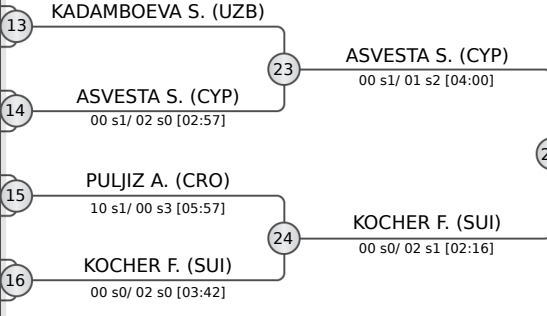 13
KADAMBOEVA S. (UZB)
23
ASVESTA S. (CYP)
00 s1/ 01 s2 [04:00]
14
ASVESTA S. (CYP)
00 s1/ 02 s0 [02:57]
15
PULJIZ A. (CRO)
10 s1/ 00 s3 [05:57]
24
KOCHER F. (SUI)
00 s0/ 02 s1 [02:16]
16
KOCHER F. (SUI)
00 s0/ 02 s0 [03:42]